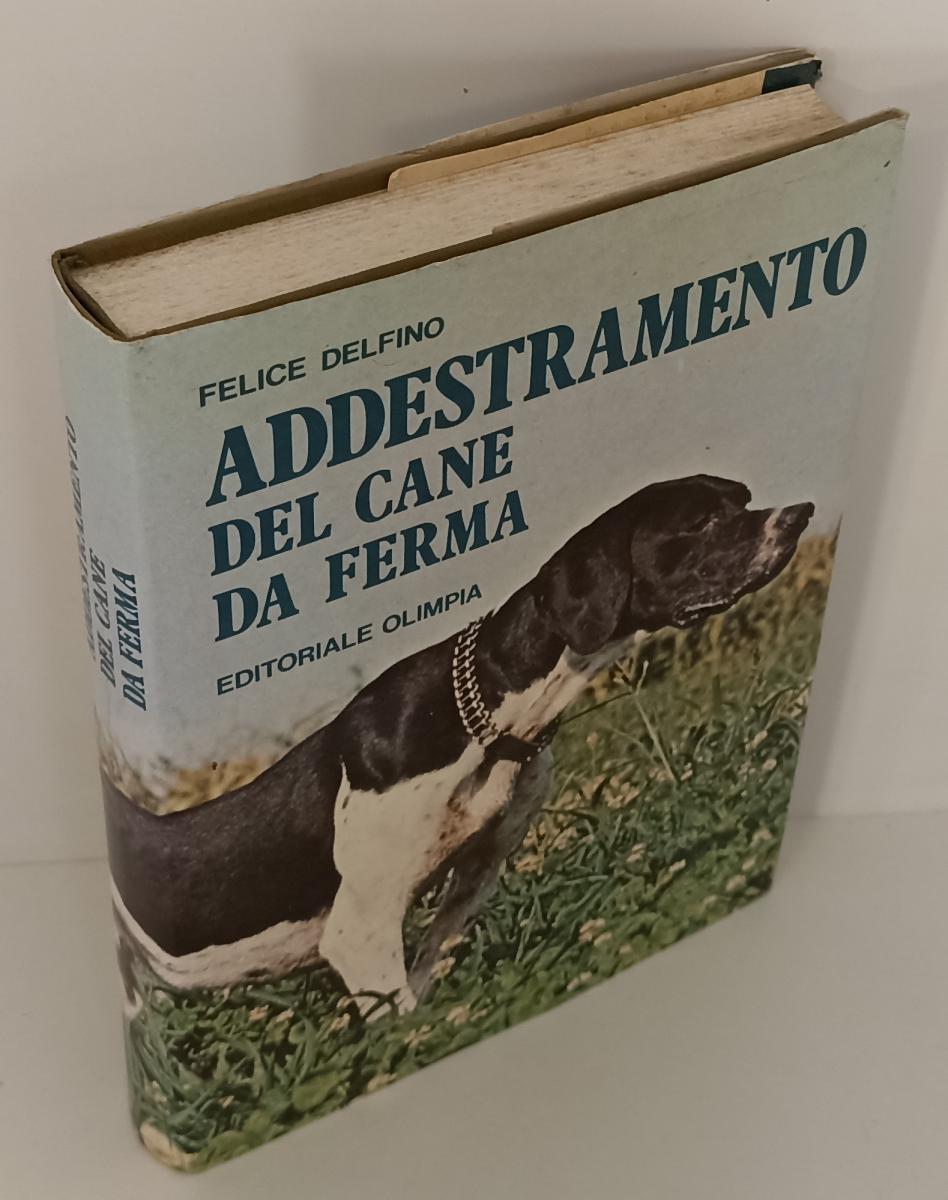 FELICE DELFINO
ADDESTRAMENTO
DEL CANE
DA FERMA
EDITORIALE OLIMPIA
ADDESTRAMENTO
DEL CANE
DA FERMA